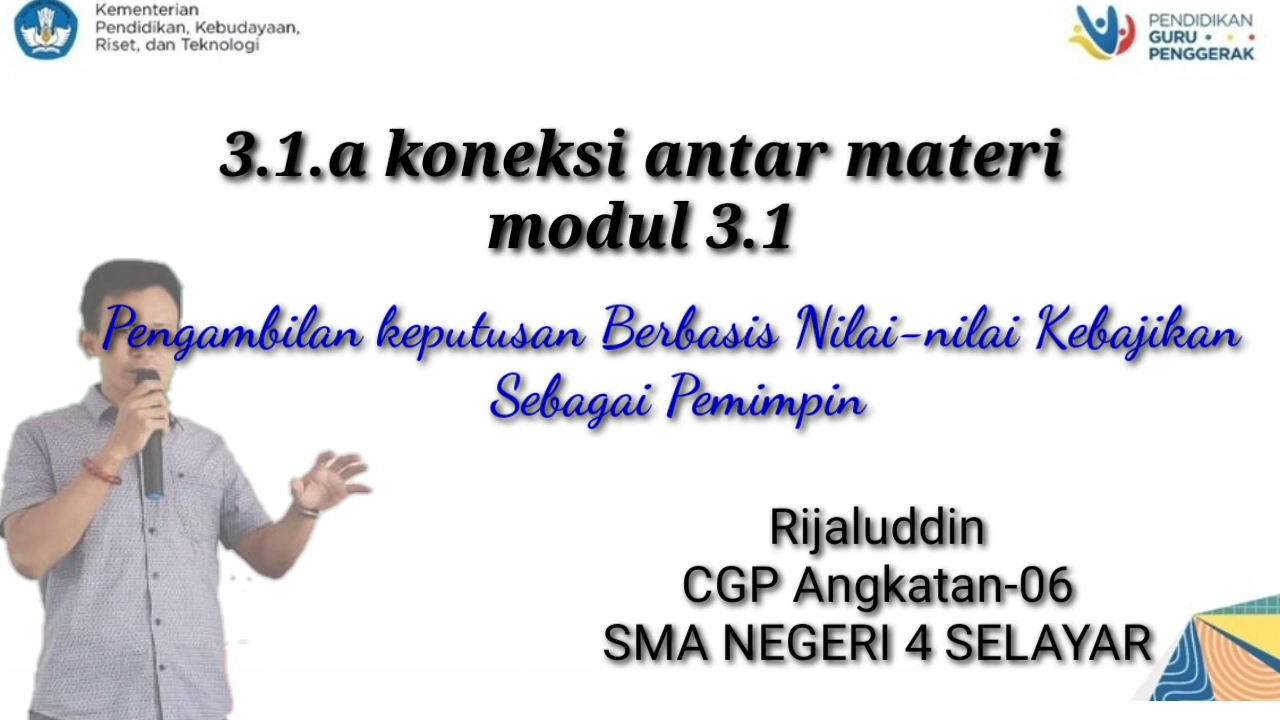 Kementerian
Pendidikan, Kebudayaan,
Riset, dan Teknologi
PENDIDIKAN
GURU
PENGGERAK
3.1.a koneksi antar materi
modul 3.1
Pengambilan keputusan Berbasis Nilai-nilai Kebajikan
Sebagai Pemimpin
Rijaluddin
CGP Angkatan-06
SMA NEGERI 4 SELAYAR